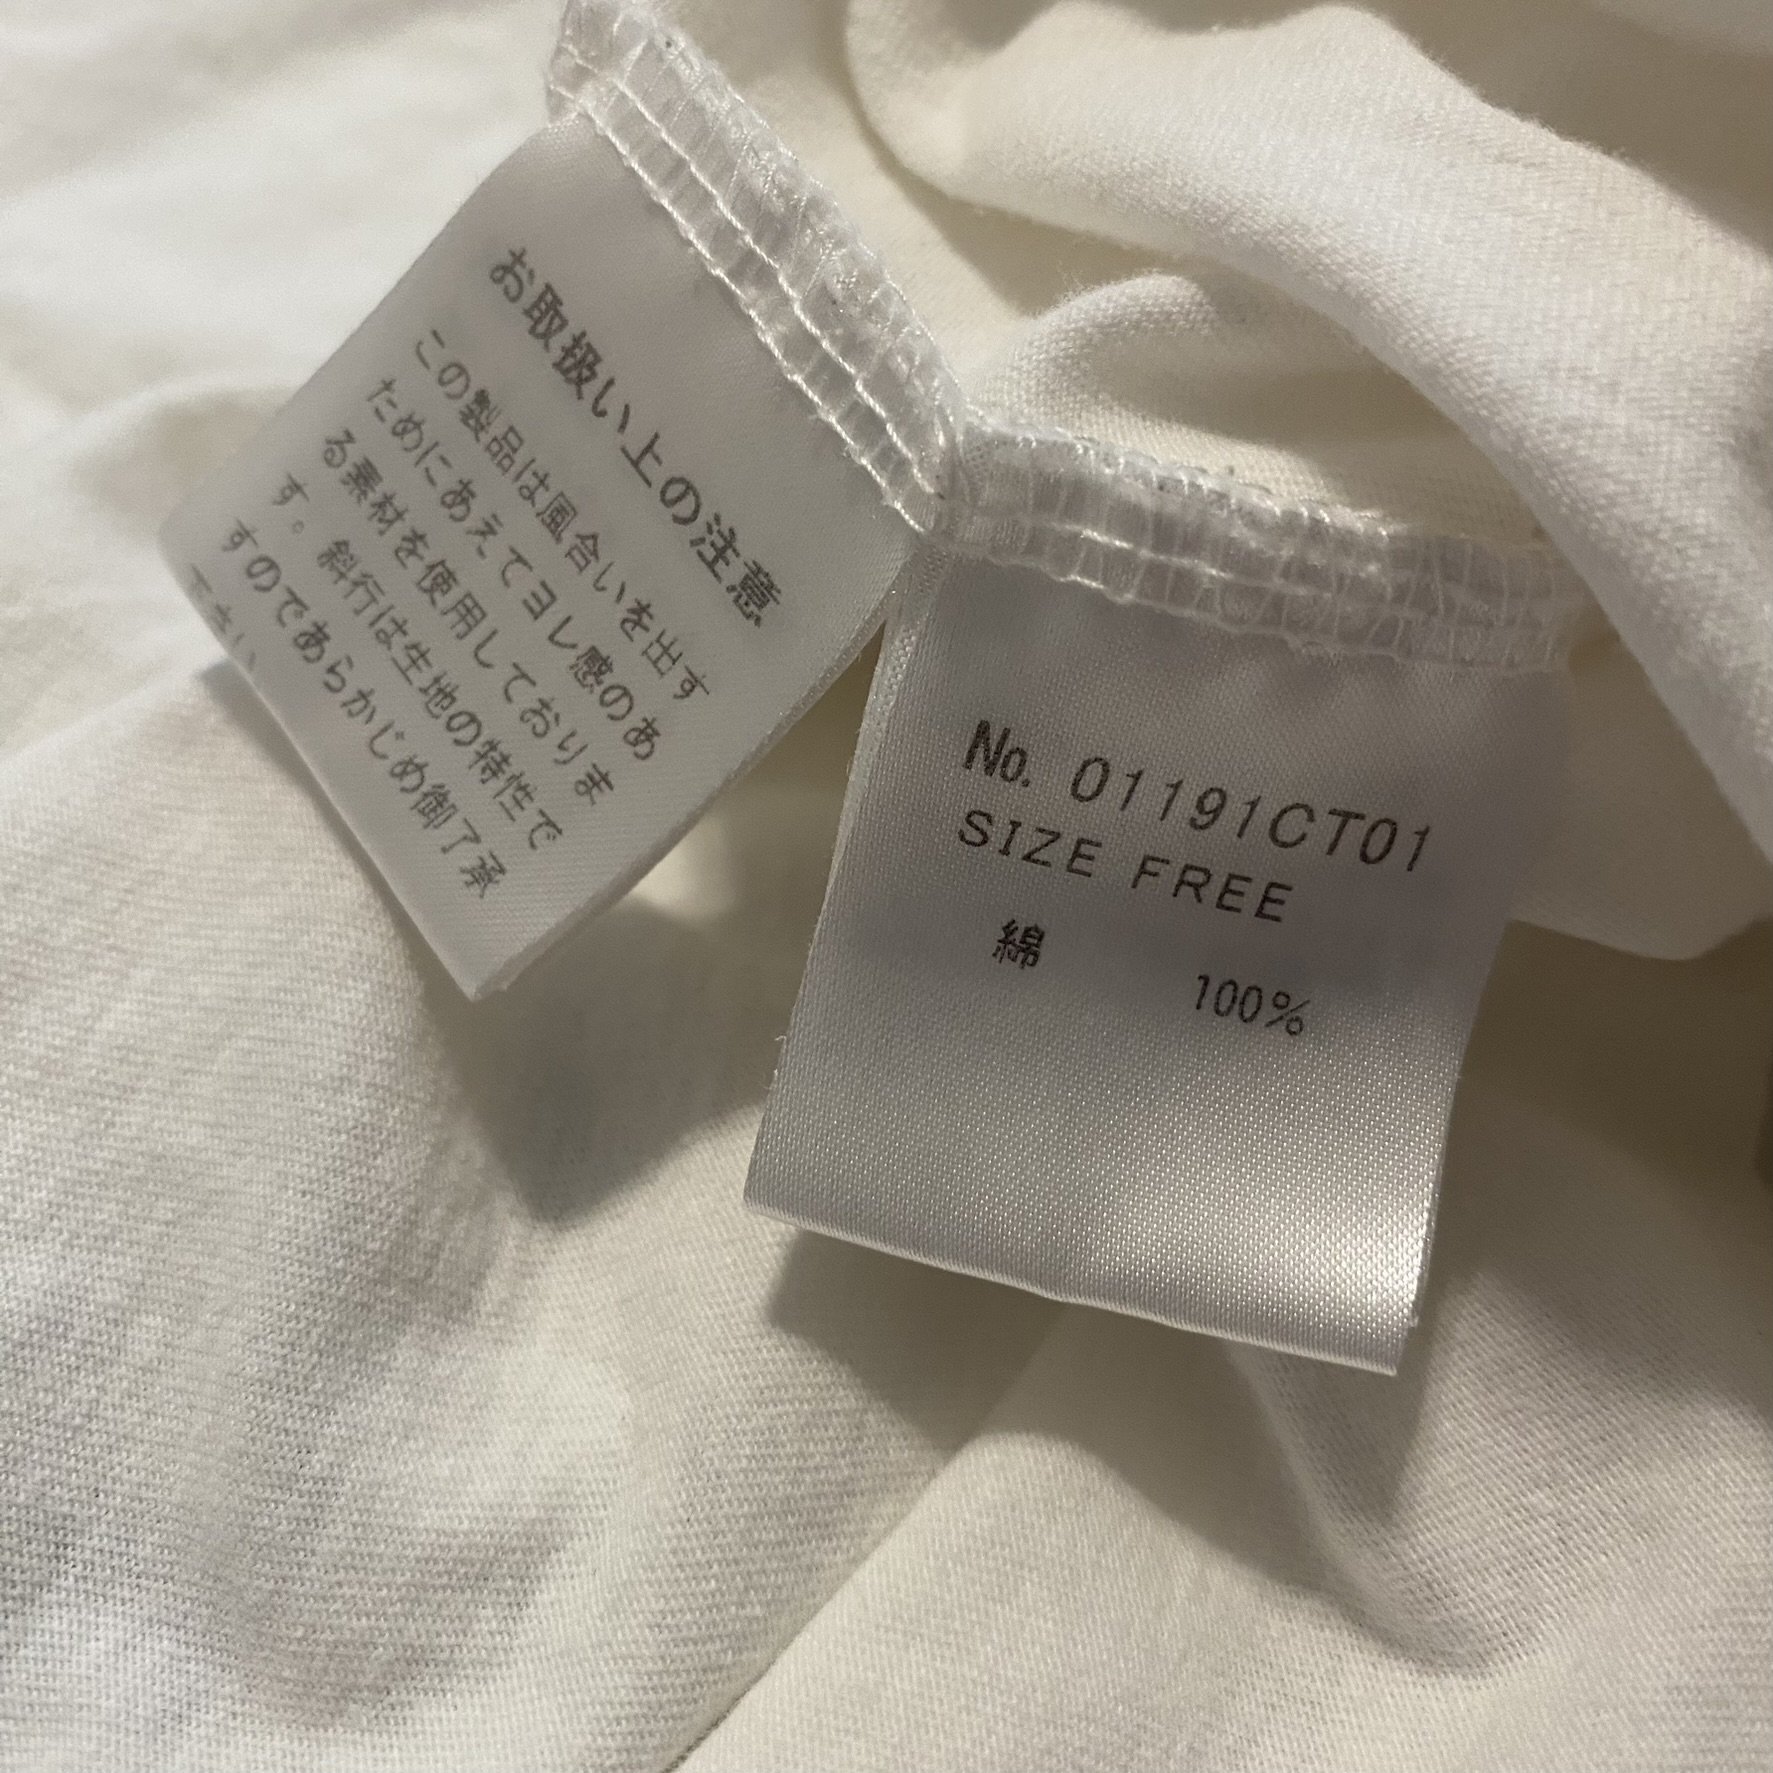 お取扱い上の注意
この製品は風合いを出す
ためにあえてヨレ感のあ
る素材を使用しておりま
す。斜行は生地の特性で
すのであらかじめ御了承
下さい
No. 01191CT01
SIZE FREE
綿 100%